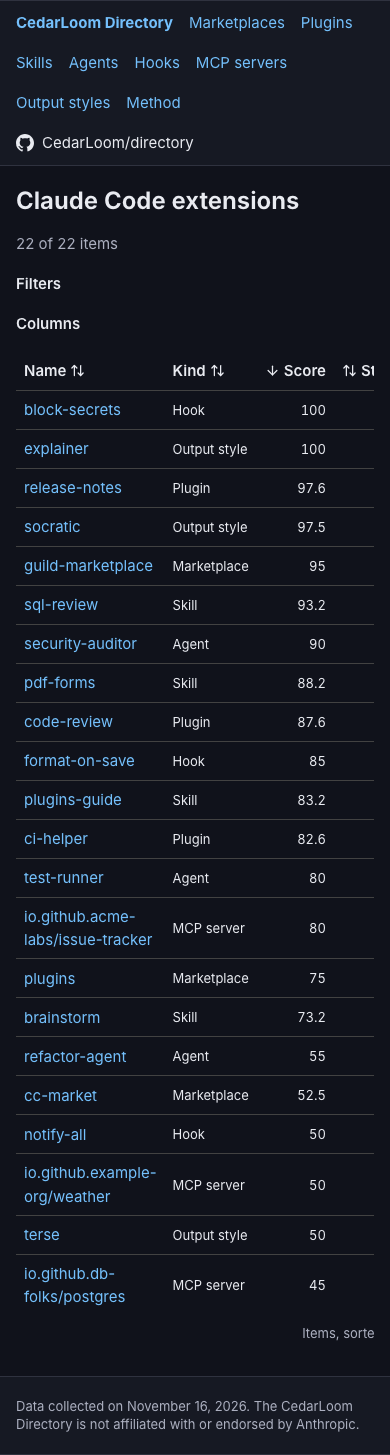 CedarLoom Directory Marketplaces Plugins
Skills Agents Hooks MCP servers
Output styles Method
CedarLoom/directory
Claude Code extensions
22 of 22 items
Filters
Columns
Name ⇅ Kind ⇅ ↓ Score ⇅ St
block-secrets Hook 100
explainer Output style 100
release-notes Plugin 97.6
socratic Output style 97.5
guild-marketplace Marketplace 95
sql-review Skill 93.2
security-auditor Agent 90
pdf-forms Skill 88.2
code-review Plugin 87.6
format-on-save Hook 85
plugins-guide Skill 83.2
ci-helper Plugin 82.6
test-runner Agent 80
io.github.acme-
labs/issue-tracker MCP server 80
plugins Marketplace 75
brainstorm Skill 73.2
refactor-agent Agent 55
cc-market Marketplace 52.5
notify-all Hook 50
io.github.example-
org/weather MCP server 50
terse Output style 50
io.github.db-
folks/postgres MCP server 45
Items, sorte
Data collected on November 16, 2026. The CedarLoom
Directory is not affiliated with or endorsed by Anthropic.